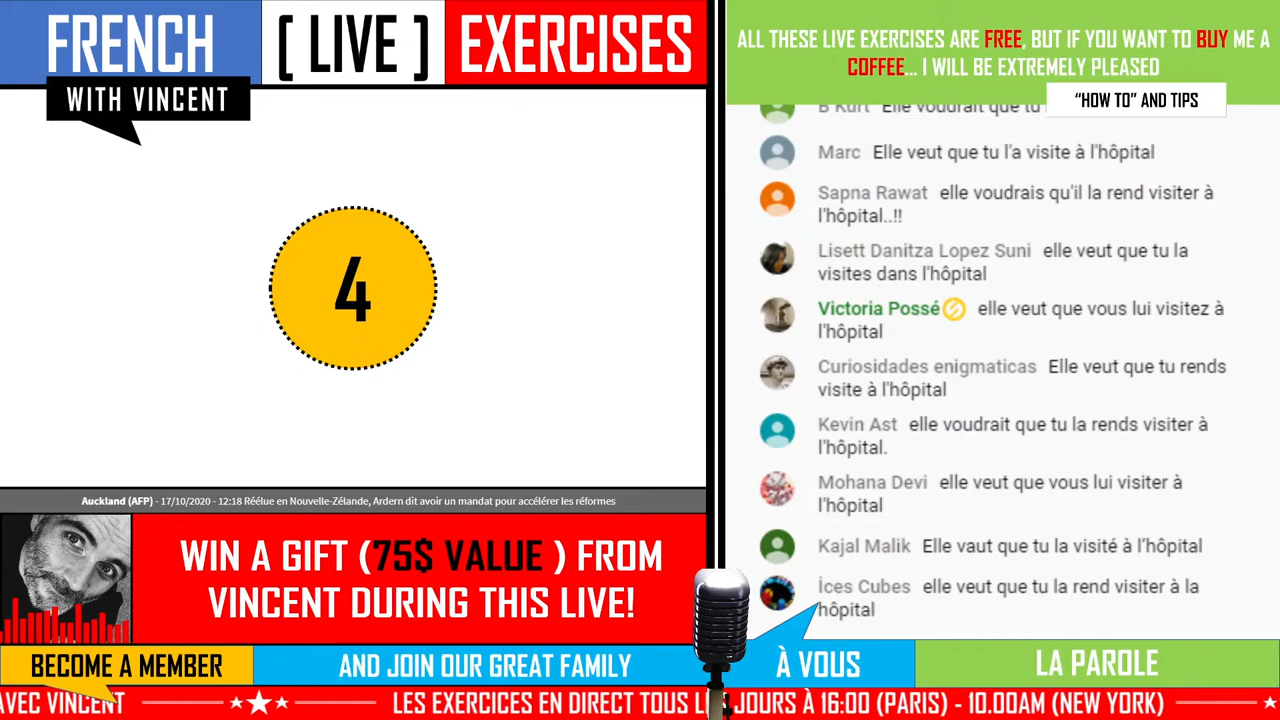 FRENCH
[ LIVE ]
EXERCISES
WITH VINCENT
4
Auckland (AFP) - 17/10/2020 - 12:18 Réélue en Nouvelle-Zélande, Ardern dit avoir un mandat pour accélérer les réformes
WIN A GIFT (75$ VALUE ) FROM
VINCENT DURING THIS LIVE!
BECOME A MEMBER
AND JOIN OUR GREAT FAMILY
ALL THESE LIVE EXERCISES ARE FREE, BUT IF YOU WANT TO BUY ME A
COFFEE... I WILL BE EXTREMELY PLEASED
“HOW TO” AND TIPS
B Kurt Elle voudrait que tu
Marc Elle veut que tu l'a visite à l'hôpital
Sapna Rawat elle voudrais qu'il la rend visiter à
l'hôpital..!!
Lisett Danitza Lopez Suni elle veut que tu la
visites dans l'hôpital
Victoria Possé elle veut que vous lui visitez à
l'hôpital
Curiosidades enigmaticas Elle veut que tu rends
visite à l'hôpital
Kevin Ast elle voudrait que tu la rends visiter à
l'hôpital.
Mohana Devi elle veut que vous lui visiter à
l'hôpital
Kajal Malik Elle vaut que tu la visité à l’hôpital
İces Cubes elle veut que tu la rend visiter à la
hôpital
À VOUS
LA PAROLE
AVEC VINCENT
LES EXERCICES EN DIRECT TOUS LES JOURS À 16:00 (PARIS) - 10.00AM (NEW YORK)